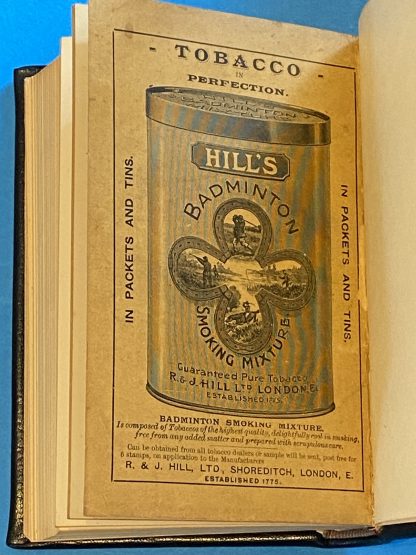 - TOBACCO -
IN
PERFECTION.
HILL'S
BADMINTON
MIXTURE
HILL'S
BADMINTON
SMOKING MIXTURE.
Guaranteed Pure Tobacco
R. & J. HILL LTD LONDON, E.
ESTABLISHED 1775.
IN PACKETS AND TINS.
IN PACKETS AND TINS.
BADMINTON SMOKING MIXTURE,
Is composed of Tobaccos of the highest quality, delightfully cool in smoking,
free from any added matter and prepared with scrupulous care.
Can be obtained from all tobacco dealers or sample will be sent, post free for
6 stamps, on application to the Manufacturers
R. & J. HILL, LTD., SHOREDITCH, LONDON, E.
ESTABLISHED 1775.